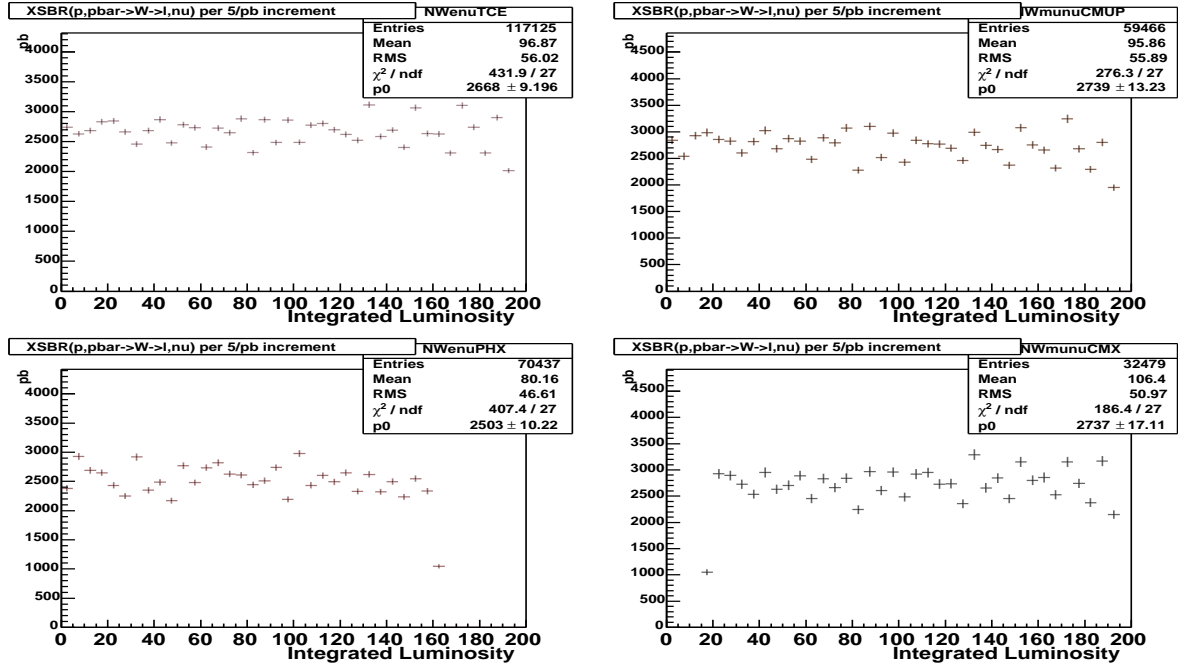 XSBR(p,pbar->W->l,nu) per 5/pb increment
NWenuTCE
Entries 117125
Mean 96.87
RMS 56.02
χ² / ndf 431.9 / 27
p0 2668 ± 9.196
pb
4000
3500
3000
2500
2000
1500
1000
500
0
0 20 40 60 80 100 120 140 160 180 200
Integrated Luminosity
XSBR(p,pbar->W->l,nu) per 5/pb increment
NWmunuCMUP
Entries 59466
Mean 95.86
RMS 55.89
χ² / ndf 276.3 / 27
p0 2739 ± 13.23
pb
4500
4000
3500
3000
2500
2000
1500
1000
500
0
0 20 40 60 80 100 120 140 160 180 200
Integrated Luminosity
XSBR(p,pbar->W->l,nu) per 5/pb increment
NWenuPHX
Entries 70437
Mean 80.16
RMS 46.61
χ² / ndf 407.4 / 27
p0 2503 ± 10.22
pb
4000
3500
3000
2500
2000
1500
1000
500
0
0 20 40 60 80 100 120 140 160 180 200
Integrated Luminosity
XSBR(p,pbar->W->l,nu) per 5/pb increment
NWmunuCMX
Entries 32479
Mean 106.4
RMS 50.97
χ² / ndf 186.4 / 27
p0 2737 ± 17.11
pb
4500
4000
3500
3000
2500
2000
1500
1000
500
0
0 20 40 60 80 100 120 140 160 180 200
Integrated Luminosity